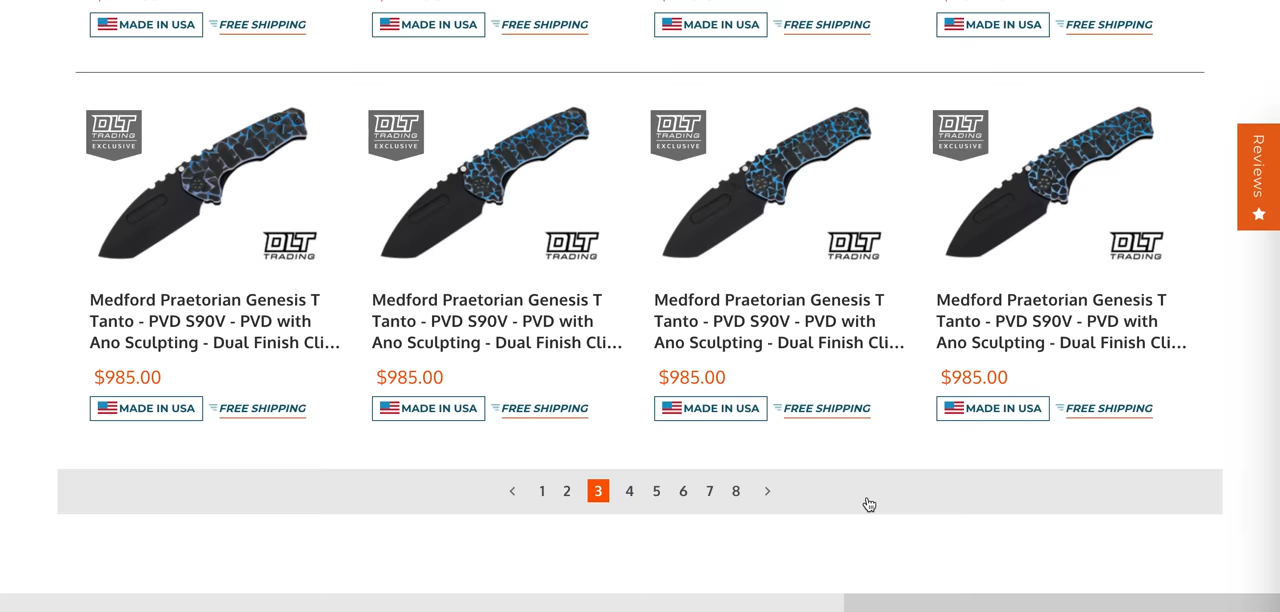 MADE IN USA FREE SHIPPING MADE IN USA FREE SHIPPING MADE IN USA FREE SHIPPING MADE IN USA FREE SHIPPING
DLT TRADING EXCLUSIVE
DLT TRADING
Medford Praetorian Genesis T
Tanto - PVD S90V - PVD with
Ano Sculpting - Dual Finish Cli...
$985.00
MADE IN USA FREE SHIPPING
DLT TRADING EXCLUSIVE
DLT TRADING
Medford Praetorian Genesis T
Tanto - PVD S90V - PVD with
Ano Sculpting - Dual Finish Cli...
$985.00
MADE IN USA FREE SHIPPING
DLT TRADING EXCLUSIVE
DLT TRADING
Medford Praetorian Genesis T
Tanto - PVD S90V - PVD with
Ano Sculpting - Dual Finish Cli...
$985.00
MADE IN USA FREE SHIPPING
DLT TRADING EXCLUSIVE
DLT TRADING
Medford Praetorian Genesis T
Tanto - PVD S90V - PVD with
Ano Sculpting - Dual Finish Cli...
$985.00
MADE IN USA FREE SHIPPING
Reviews
< 1 2 3 4 5 6 7 8 >